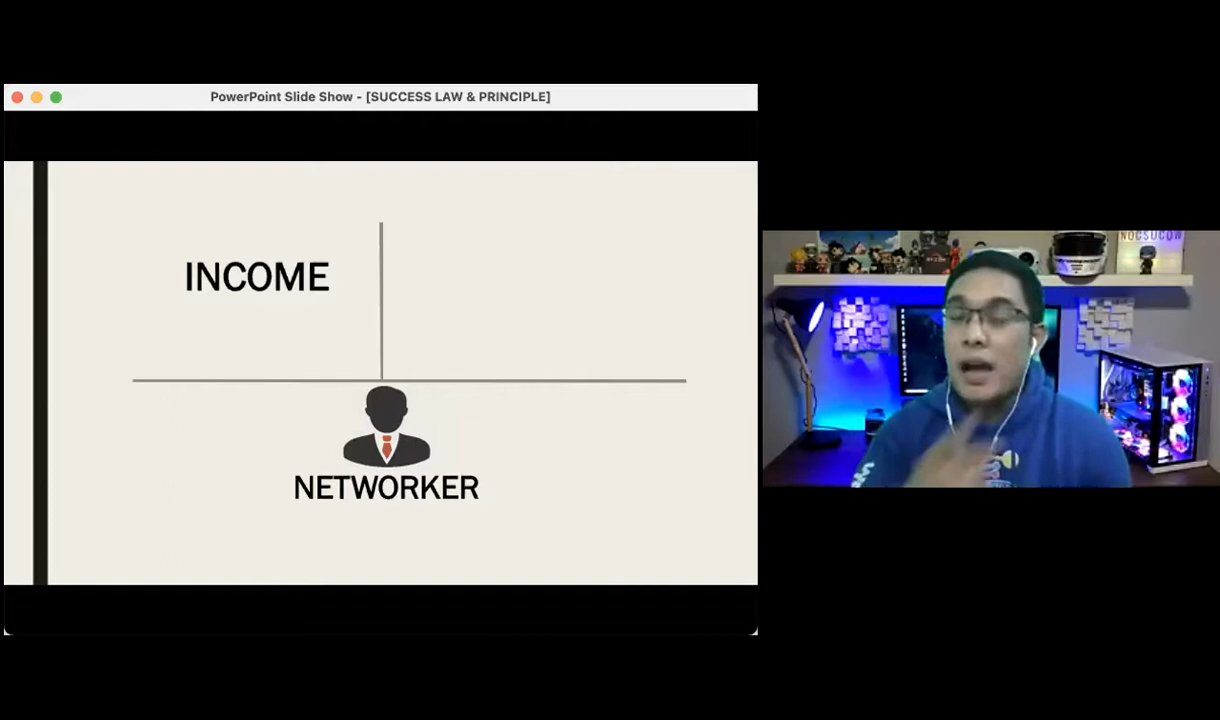 PowerPoint Slide Show - [SUCCESS LAW & PRINCIPLE]
INCOME
NETWORKER
NOCSUCOW